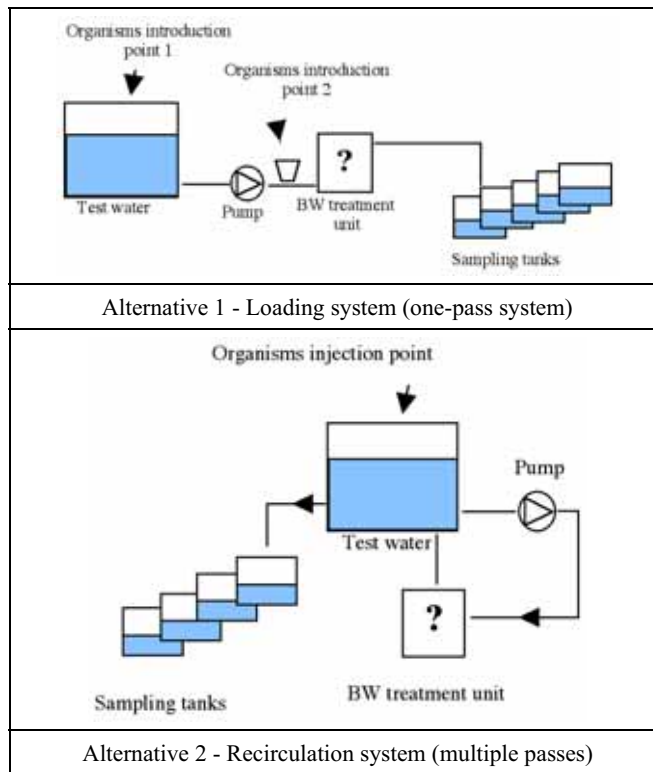 Organisms introduction
point 1
Organisms introduction
point 2
?
Test water
Pump
BW treatment
unit
Sampling tanks
Alternative 1 - Loading system (one-pass system)
Organisms injection point
Pump
Test water
?
Sampling tanks
BW treatment unit
Alternative 2 - Recirculation system (multiple passes)